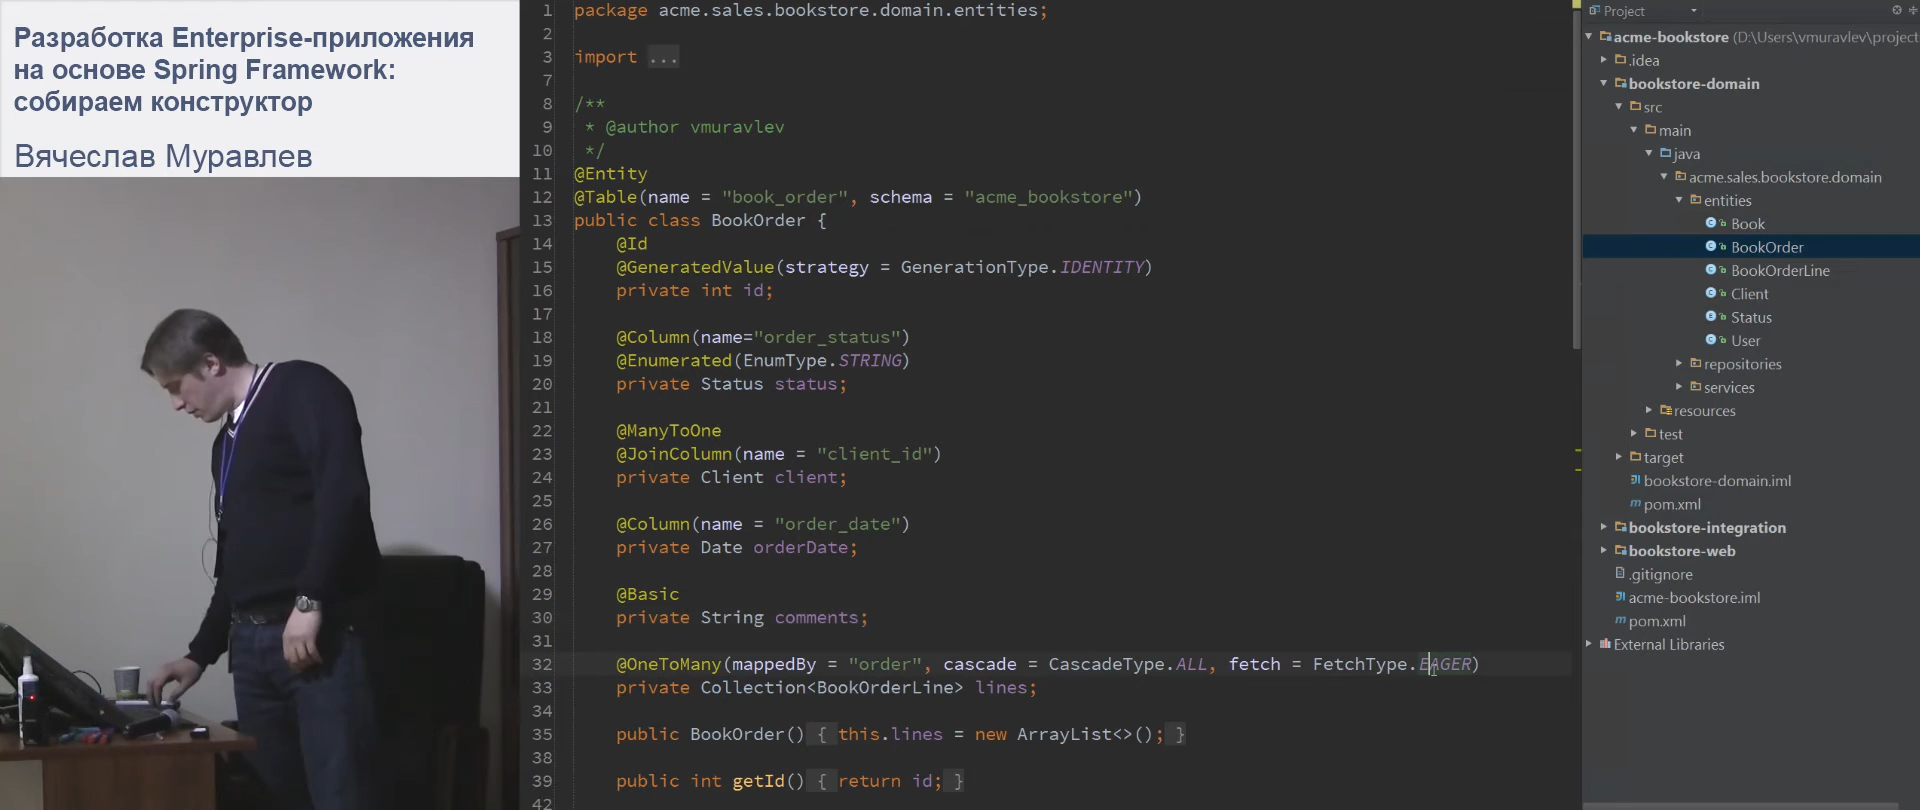 Разработка Enterprise-приложения
на основе Spring Framework:
собираем конструктор
Вячеслав Муравлев
1 package acme.sales.bookstore.domain.entities;
2
3 import ...
7
8 /**
9 * @author vmuravlev
10 */
11 @Entity
12 @Table(name = "book_order", schema = "acme_bookstore")
13 public class BookOrder {
14 @Id
15 @GeneratedValue(strategy = GenerationType.IDENTITY)
16 private int id;
17
18 @Column(name="order_status")
19 @Enumerated(EnumType.STRING)
20 private Status status;
21
22 @ManyToOne
23 @JoinColumn(name = "client_id")
24 private Client client;
25
26 @Column(name = "order_date")
27 private Date orderDate;
28
29 @Basic
30 private String comments;
31
32 @OneToMany(mappedBy = "order", cascade = CascadeType.ALL, fetch = FetchType.EAGER)
33 private Collection<BookOrderLine> lines;
34
35 public BookOrder() { this.lines = new ArrayList<>(); }
38
39 public int getId() { return id; }
42
Project
acme-bookstore (D:\Users\vmuravlev\project
.idea
bookstore-domain
src
main
java
acme.sales.bookstore.domain
entities
Book
BookOrder
BookOrderLine
Client
Status
User
repositories
services
resources
test
target
bookstore-domain.iml
pom.xml
bookstore-integration
bookstore-web
.gitignore
acme-bookstore.iml
pom.xml
External Libraries